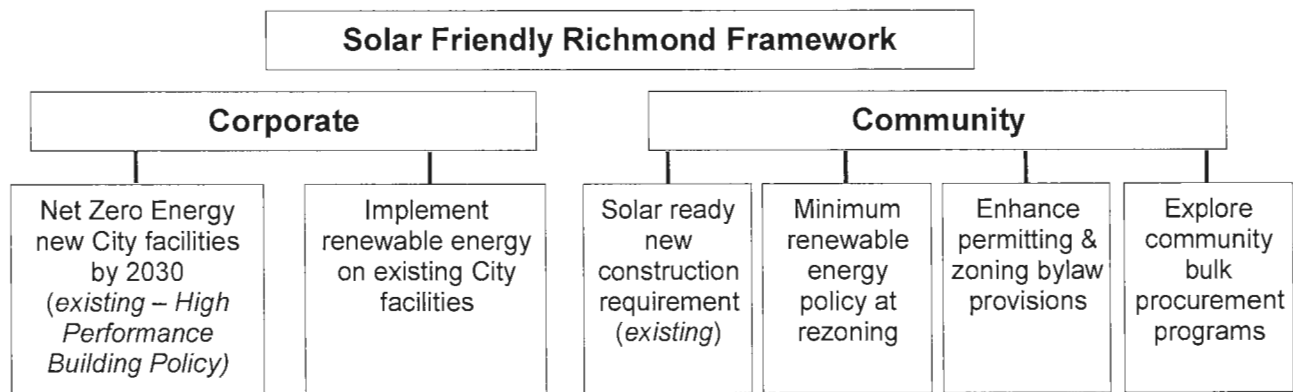 Solar Friendly Richmond Framework
Corporate
Community
Net Zero Energy
new City facilities
by 2030
(existing – High
Performance
Building Policy)
Implement
renewable energy
on existing City
facilities
Solar ready
new
construction
requirement
(existing)
Minimum
renewable
energy
policy at
rezoning
Enhance
permitting &
zoning bylaw
provisions
Explore
community
bulk
procurement
programs